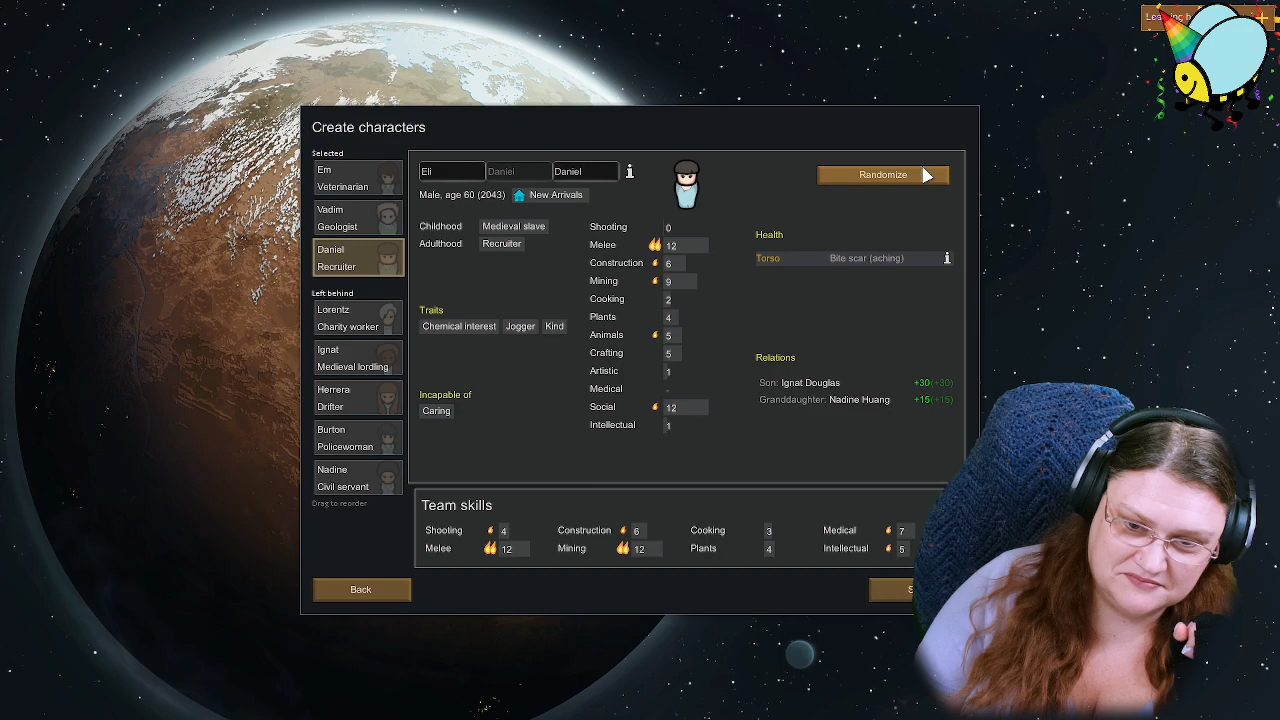 Create characters
Selected
Em
Veterinarian
Vadim
Geologist
Daniel
Recruiter
Left behind
Lorentz
Charity worker
Ignat
Medieval lordling
Herrera
Drifter
Burton
Policewoman
Nadine
Civil servant
Drag to reorder
Eli Daniel Daniel
Randomize
Male, age 60 (2043) New Arrivals
Childhood Medieval slave
Adulthood Recruiter
Traits
Chemical interest Jogger Kind
Incapable of
Caring
Shooting 0
Melee 12
Construction 6
Mining 9
Cooking 2
Plants 4
Animals 5
Crafting 5
Artistic 1
Medical -
Social 12
Intellectual 1
Health
Torso Bite scar (aching)
Relations
Son: Ignat Douglas +30(+30)
Granddaughter: Nadine Huang +15(+15)
Team skills
Shooting 4 Construction 6 Cooking 3 Medical 7
Melee 12 Mining 12 Plants 4 Intellectual 5
Back